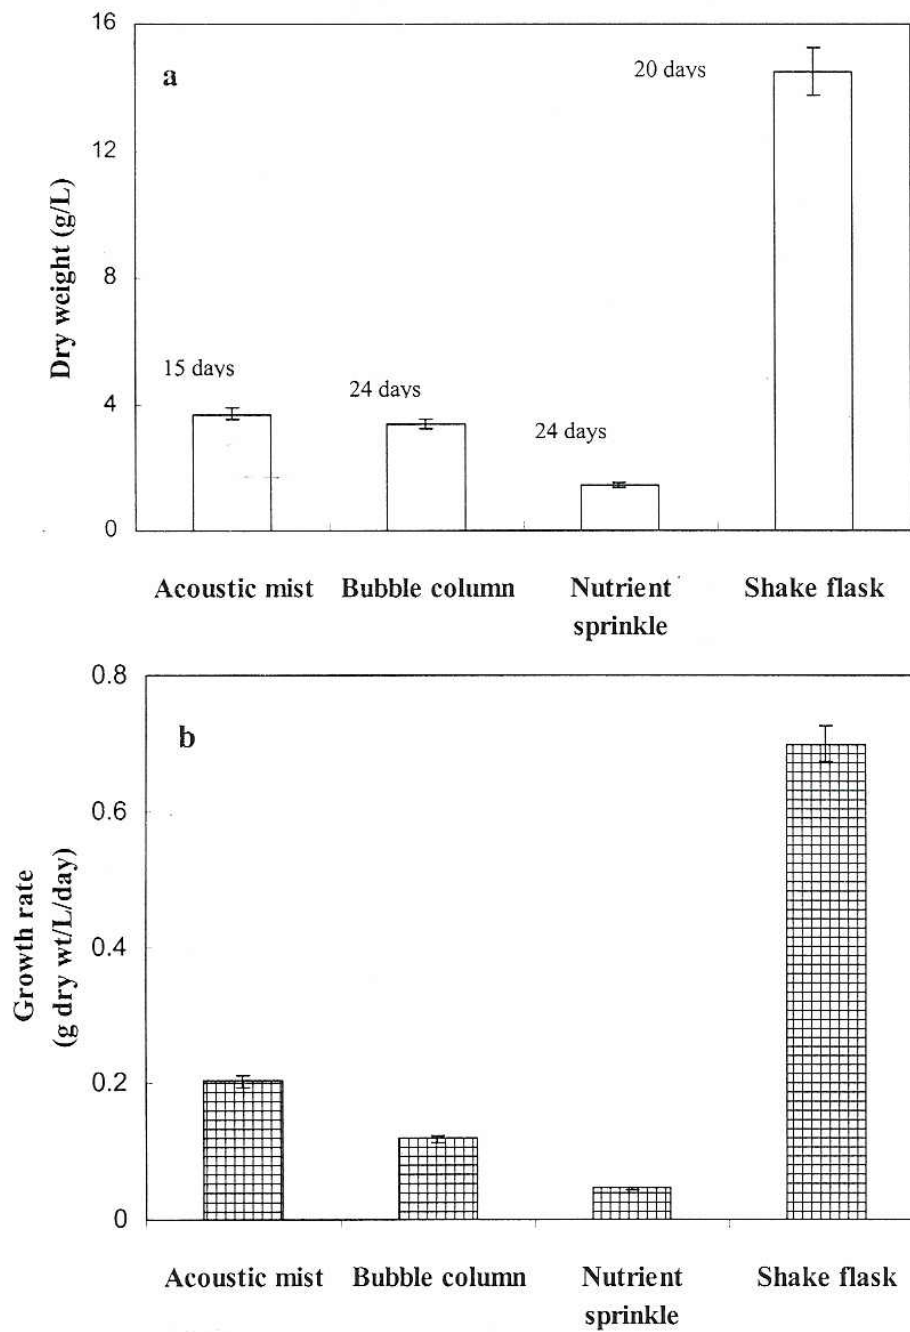 16
a
20 days
12
Dry weight (g/L)
8
15 days
24 days
4
24 days
0
Acoustic mist
Bubble column
Nutrient
sprinkle
Shake flask
0.8
b
0.6
Growth rate
(g dry wt/L/day)
0.4
0.2
0
Acoustic mist
Bubble column
Nutrient
sprinkle
Shake flask